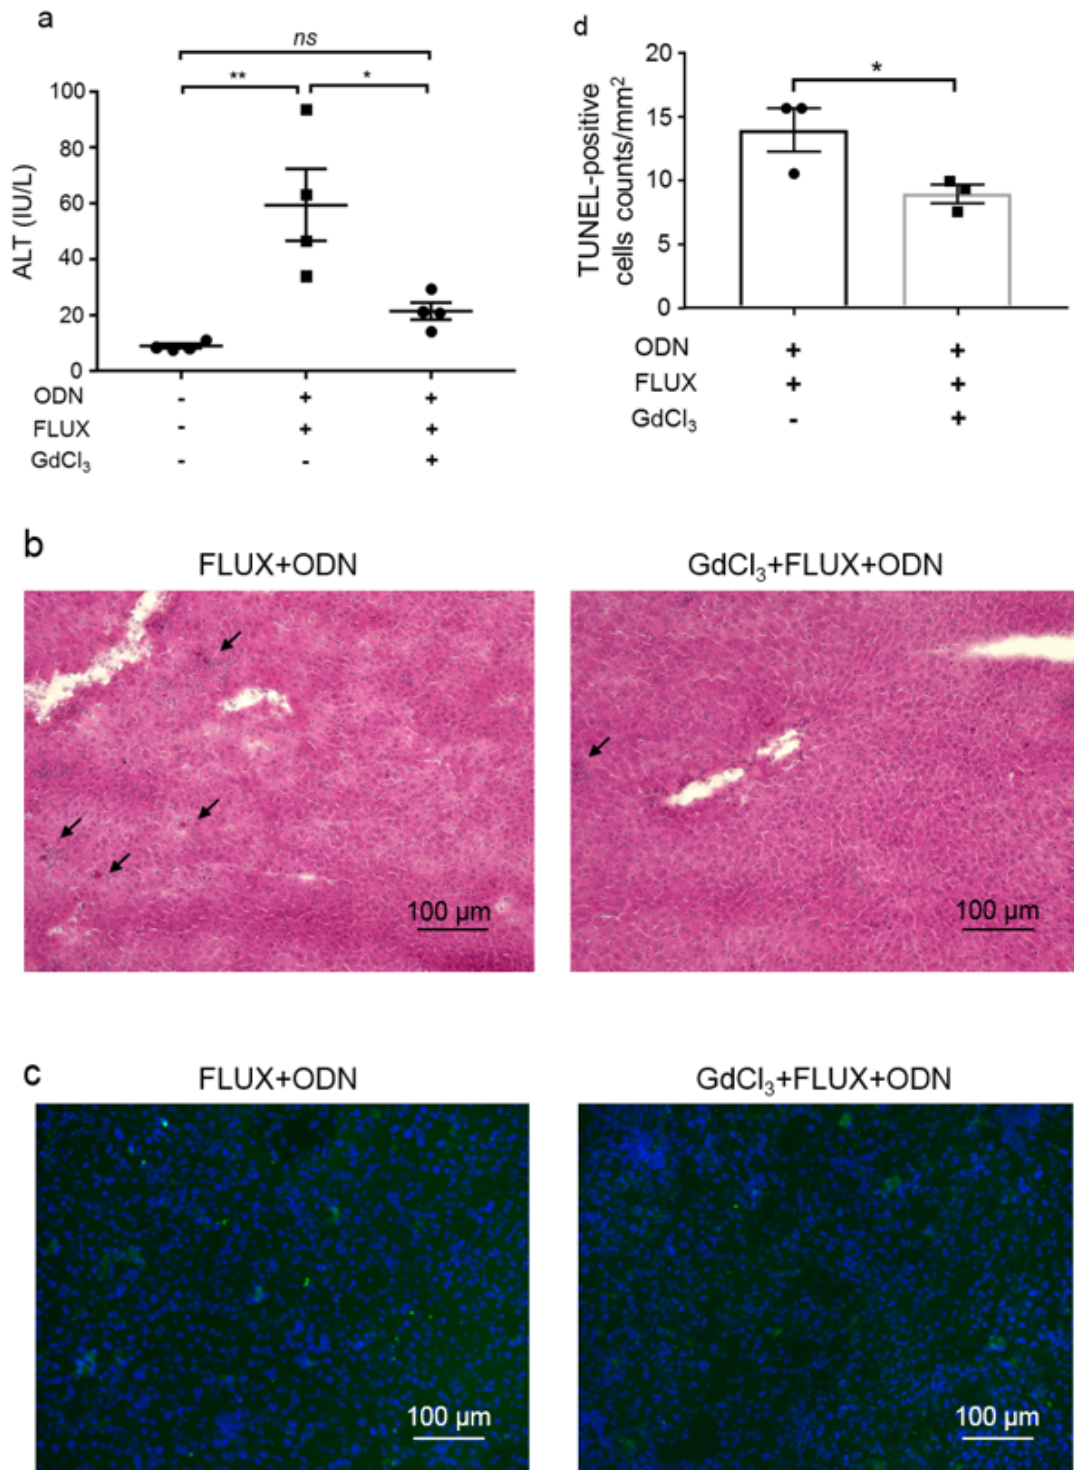 a
ns
** *
100
80
60
40
20
0
ALT (IU/L)
ODN - + +
FLUX - + +
GdCl₃ - - +
d
*
20
15
10
5
0
TUNEL-positive
cells counts/mm²
ODN + +
FLUX + +
GdCl₃ - +
b
FLUX+ODN
GdCl₃+FLUX+ODN
100 µm
100 µm
c
FLUX+ODN
GdCl₃+FLUX+ODN
100 µm
100 µm